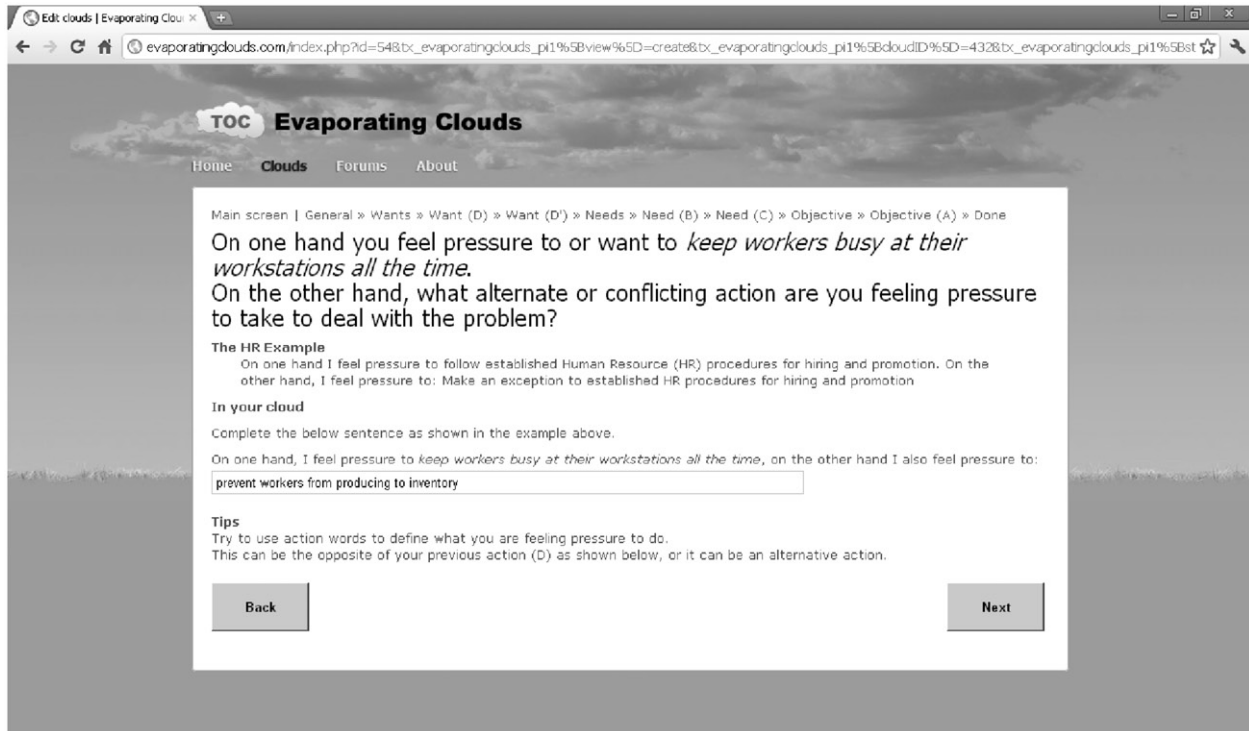 Edit clouds | Evaporating Clou
evaporatingclouds.com/index.php?id=54&tx_evaporatingclouds_pi1%5Bview%5D=create&tx_evaporatingclouds_pi1%5BcloudID%5D=432&tx_evaporatingclouds_pi1%5Bst
TOC Evaporating Clouds
Home Clouds Forums About
Main screen | General » Wants » Want (D) » Want (D') » Needs » Need (B) » Need (C) » Objective » Objective (A) » Done
On one hand you feel pressure to or want to keep workers busy at their
workstations all the time.
On the other hand, what alternate or conflicting action are you feeling pressure
to take to deal with the problem?
The HR Example
On one hand I feel pressure to follow established Human Resource (HR) procedures for hiring and promotion. On the
other hand, I feel pressure to: Make an exception to established HR procedures for hiring and promotion
In your cloud
Complete the below sentence as shown in the example above.
On one hand, I feel pressure to keep workers busy at their workstations all the time, on the other hand I also feel pressure to:
prevent workers from producing to inventory
Tips
Try to use action words to define what you are feeling pressure to do.
This can be the opposite of your previous action (D) as shown below, or it can be an alternative action.
Back Next